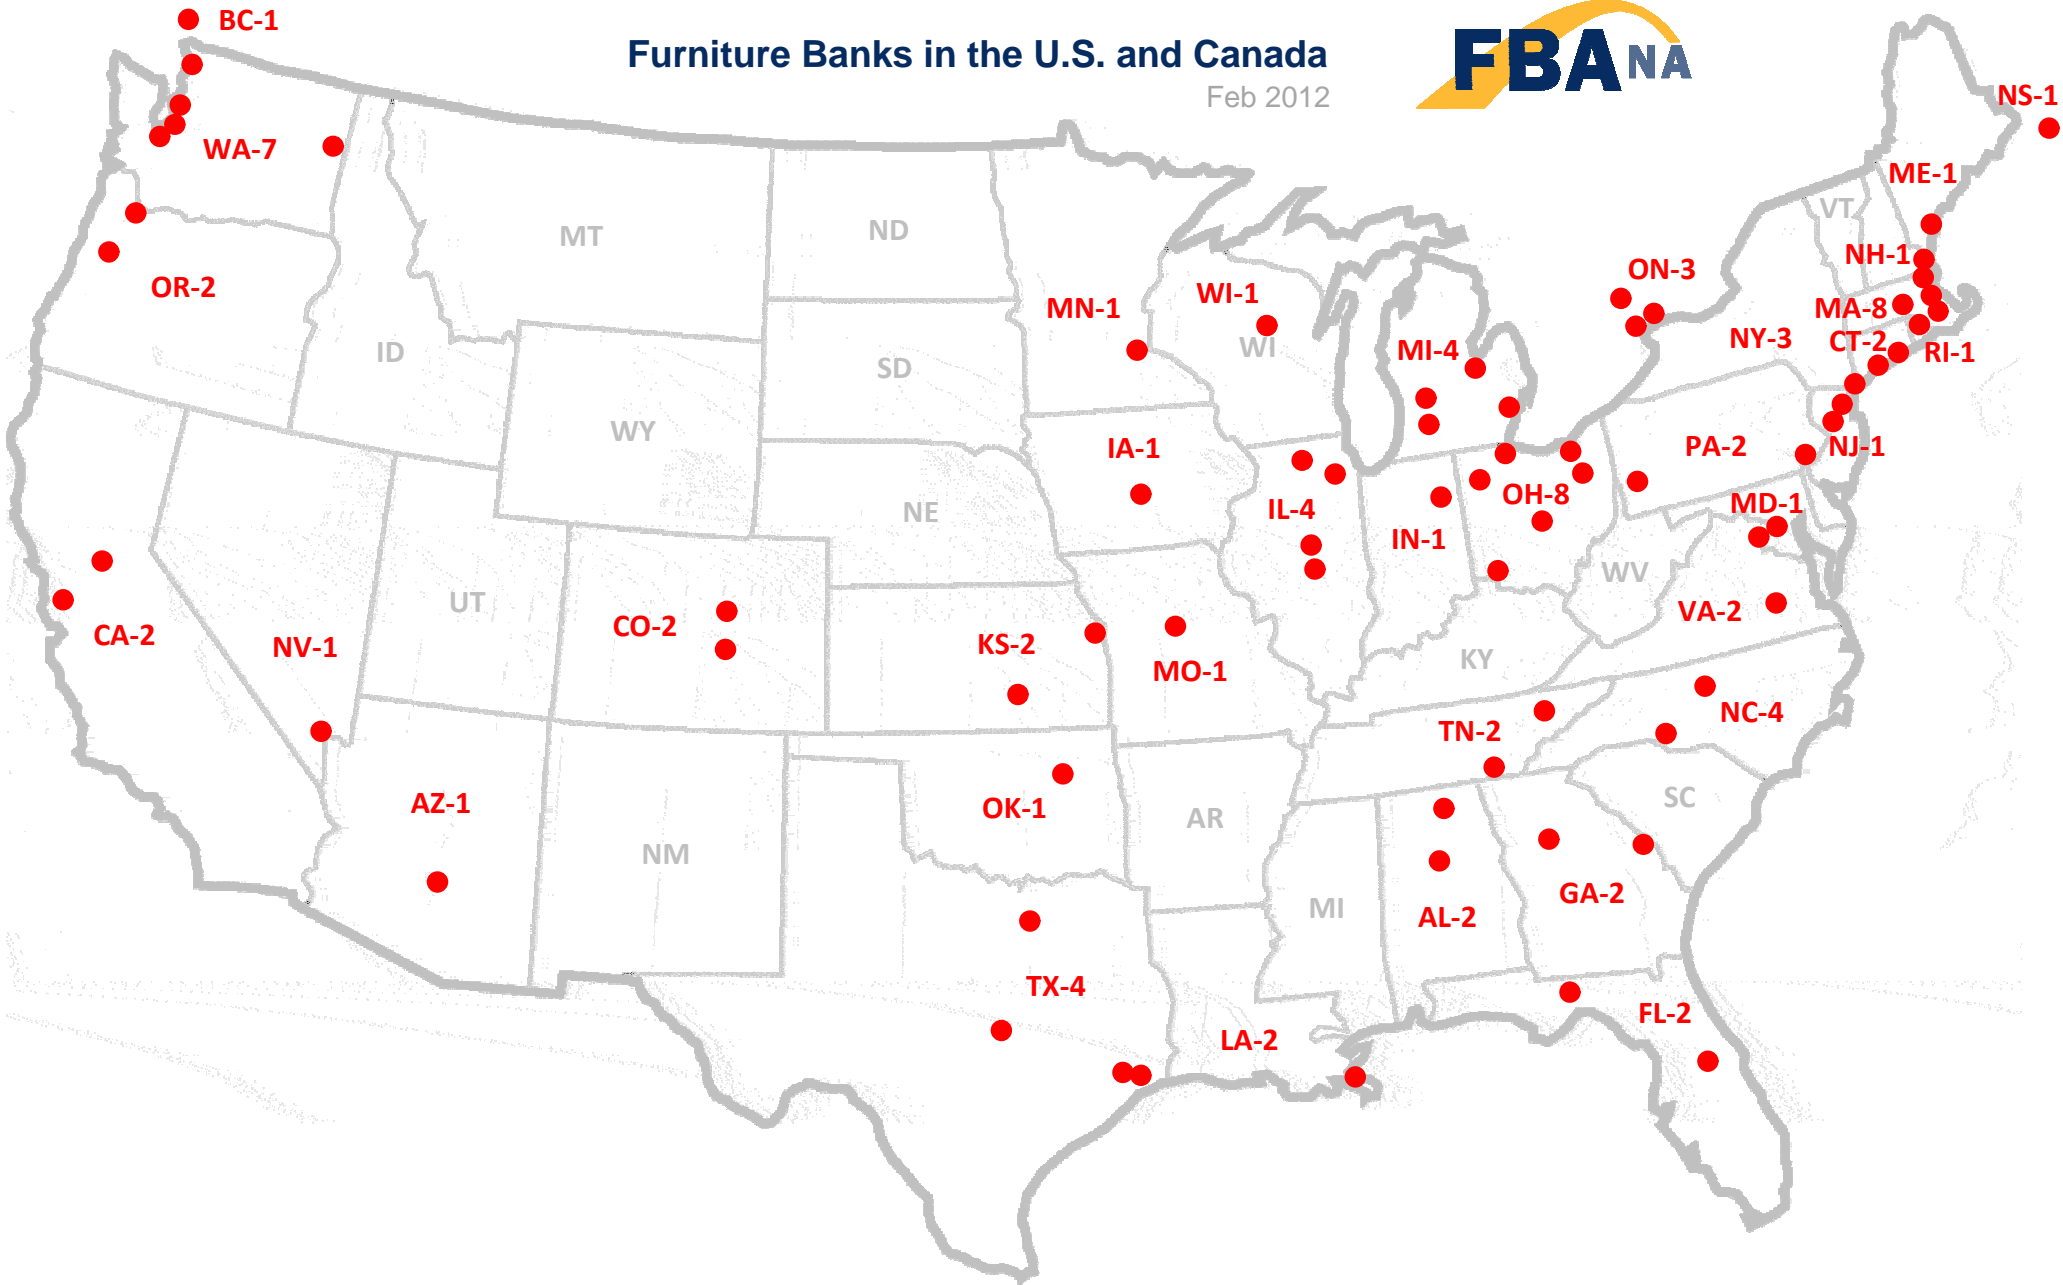 BC-1
Furniture Banks in the U.S. and Canada
FBA NA
Feb 2012
NS-1
WA-7
ME-1
VT
MT
ND
NH-1
ON-3
OR-2
MN-1
WI-1
MA-8
NY-3
CT-2
RI-1
ID
WI
MI-4
SD
WY
IA-1
PA-2
NJ-1
OH-8
MD-1
NE
IL-4
IN-1
WV
UT
VA-2
CO-2
CA-2
NV-1
KS-2
KY
MO-1
NC-4
TN-2
SC
AZ-1
OK-1
AR
NM
GA-2
MI
AL-2
TX-4
FL-2
LA-2